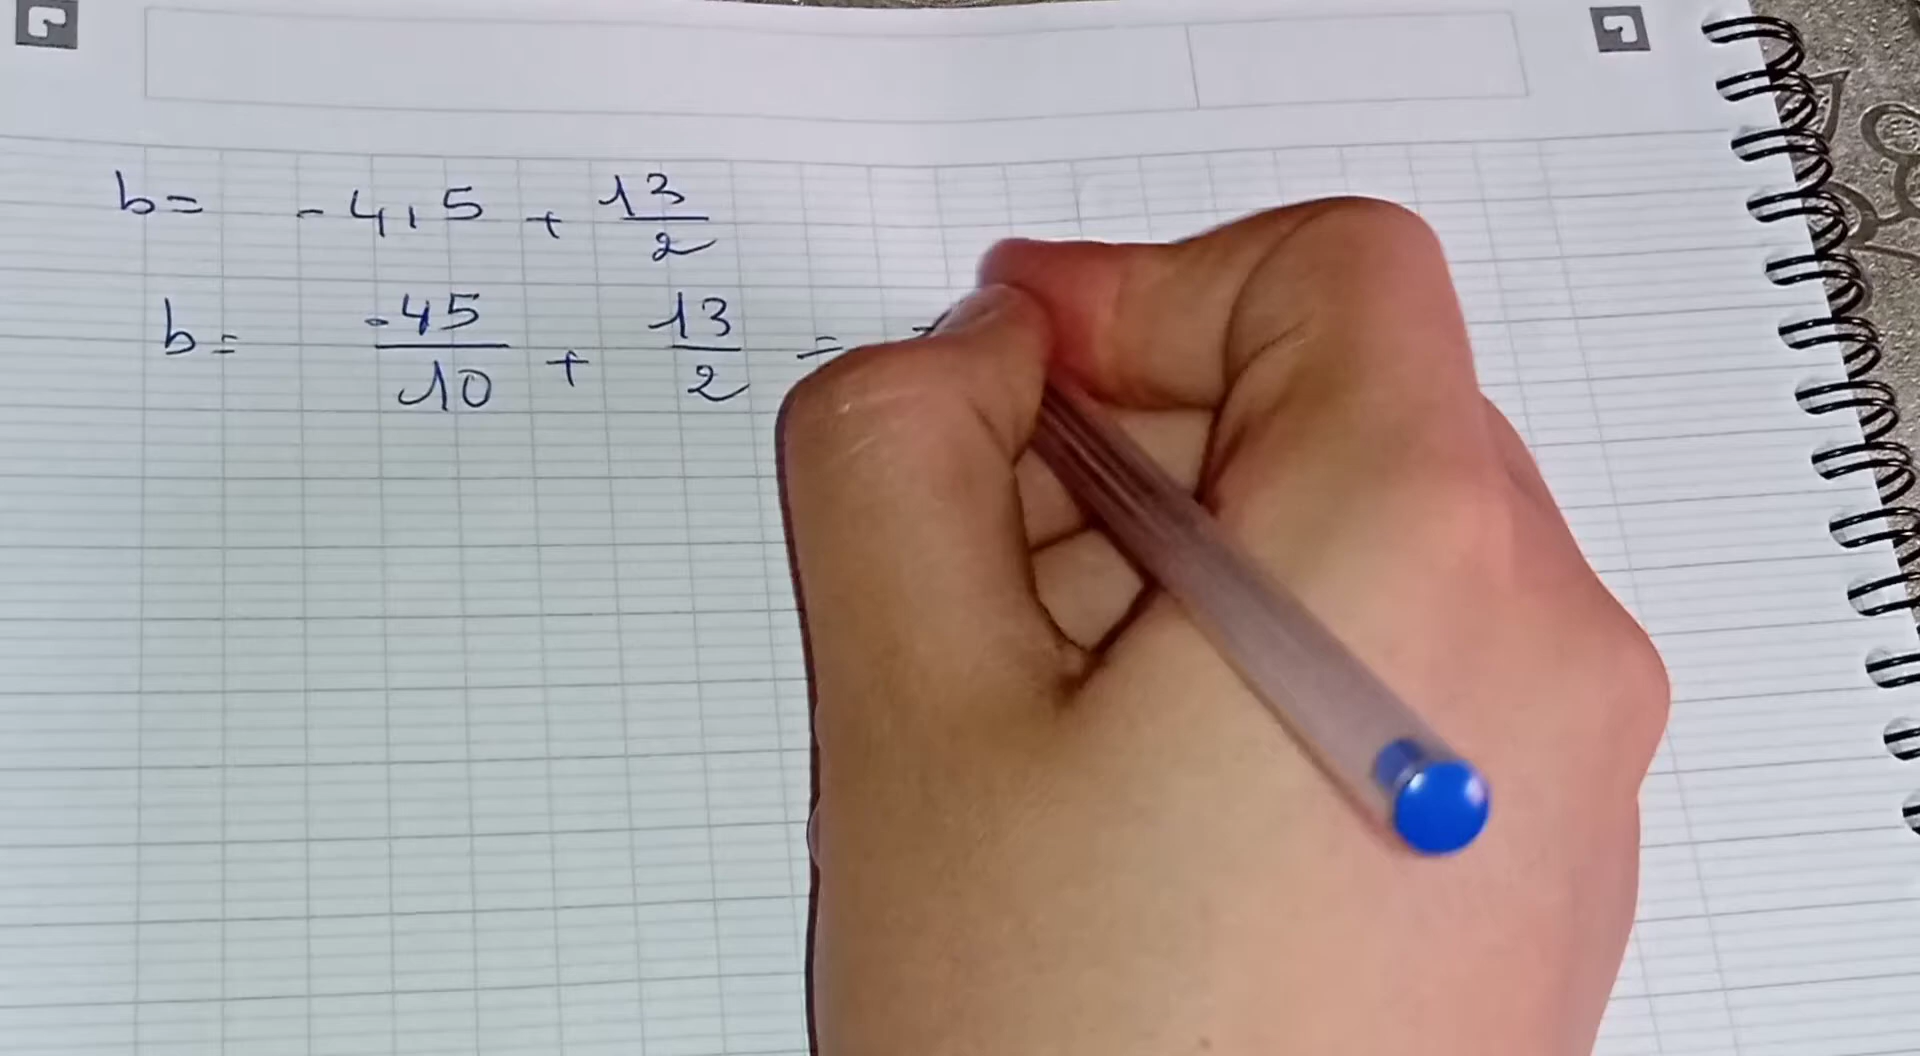 b= -4,5 + 13/2
b= -45/10 + 13/2 = -